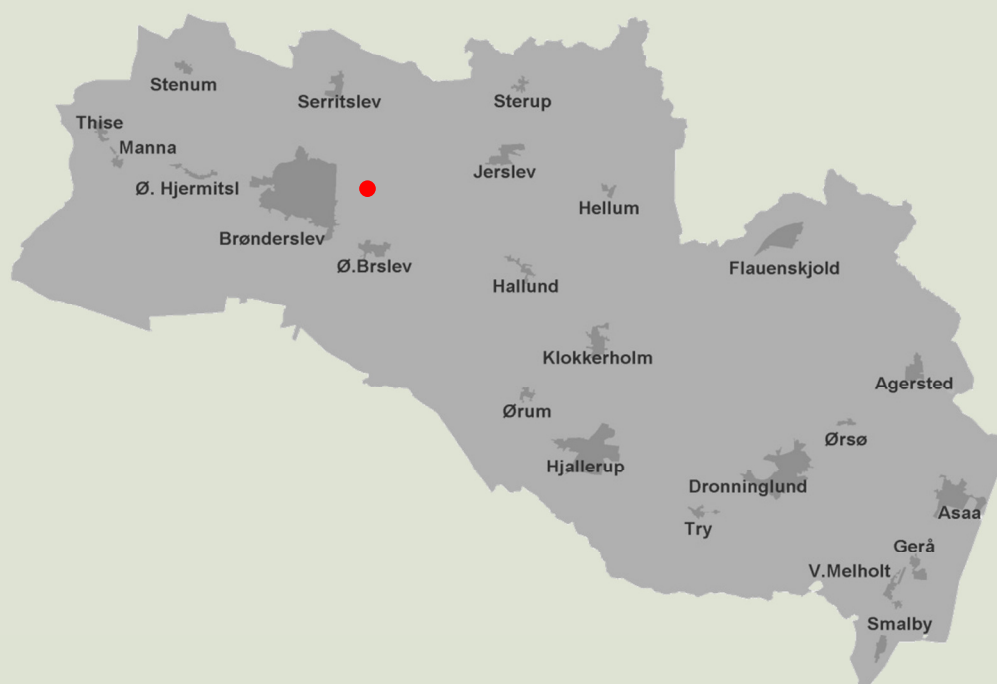 Stenum
Serritslev
Sterup
Thise
Manna
Jerslev
Ø. Hjermitsl
Hellum
Brønderslev
Ø.Brslev
Flauenskjold
Hallund
Klokkerholm
Agersted
Ørum
Ørsø
Hjallerup
Dronninglund
Asaa
Try
Gerå
V.Melholt
Smalby